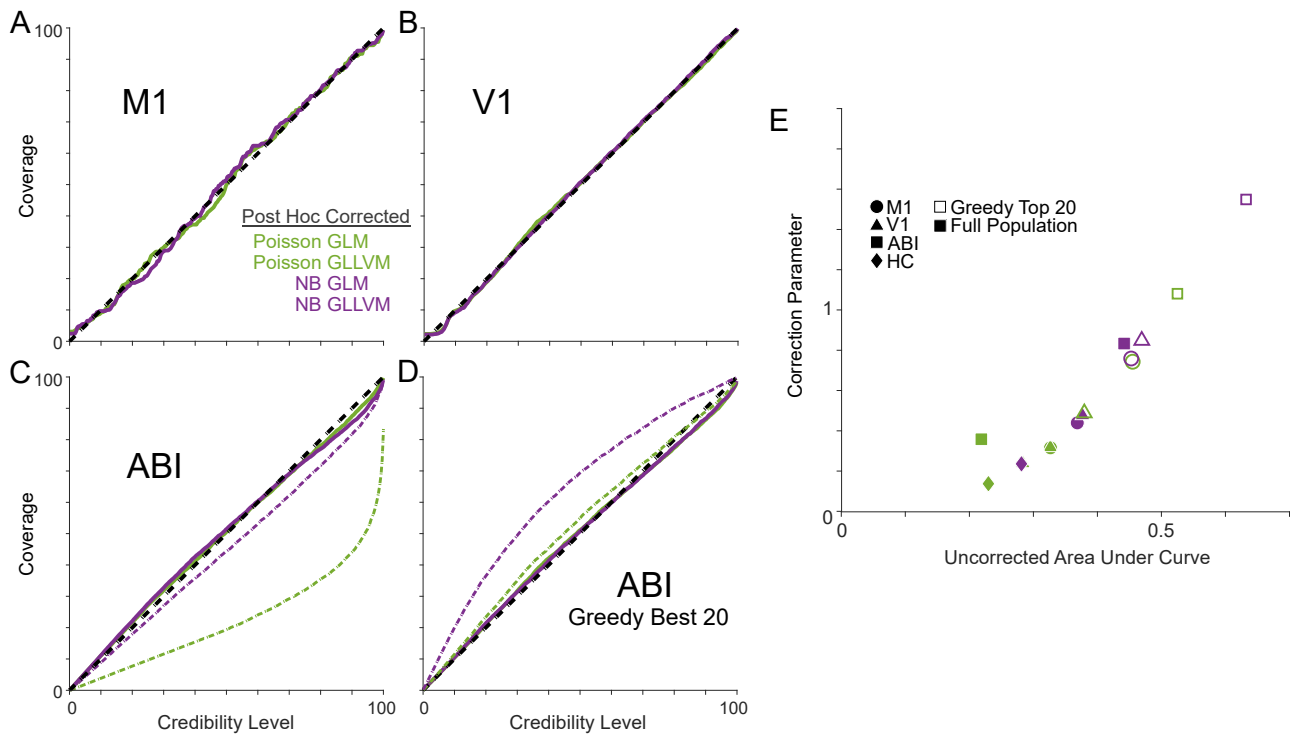 A
100
M1
Coverage
Post Hoc Corrected
Poisson GLM
Poisson GLLVM
NB GLM
NB GLLVM
0
B
V1
C
100
ABI
Coverage
0
0
100
Credibility Level
D
ABI
Greedy Best 20
0
100
Credibility Level
E
Correction Parameter
M1
V1
ABI
HC
Greedy Top 20
Full Population
1
0
0
0.5
Uncorrected Area Under Curve